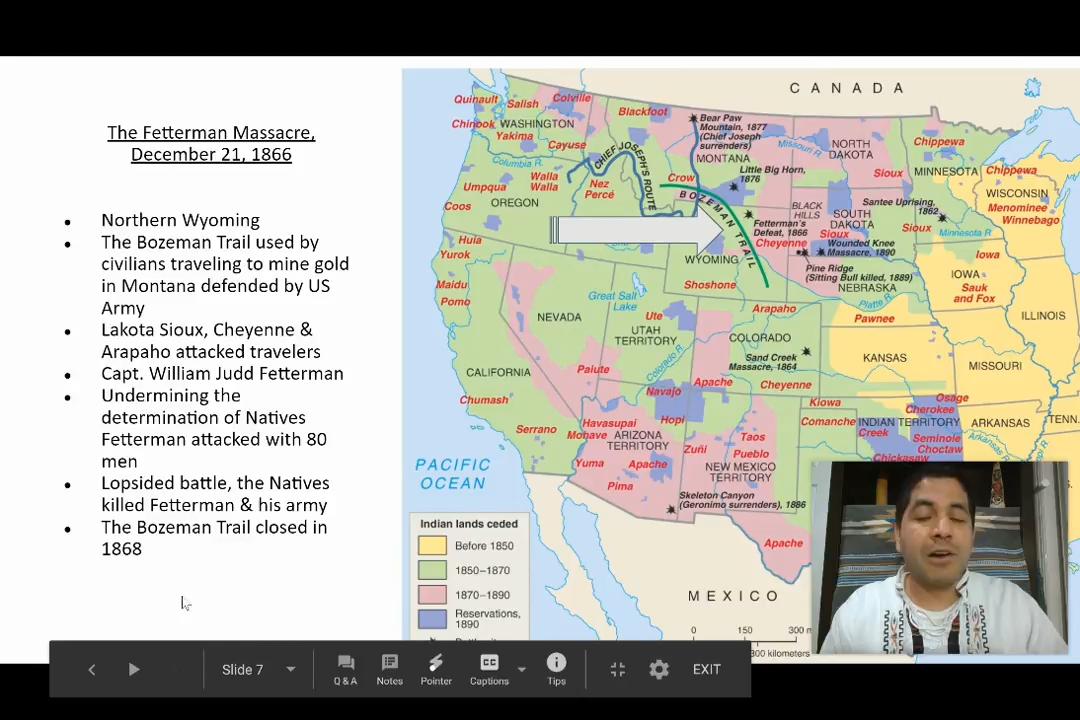 The Fetterman Massacre,
December 21, 1866
Northern Wyoming
The Bozeman Trail used by
civilians traveling to mine gold
in Montana defended by US
Army
Lakota Sioux, Cheyenne &
Arapaho attacked travelers
Capt. William Judd Fetterman
Undermining the
determination of Natives
Fetterman attacked with 80
men
Lopsided battle, the Natives
killed Fetterman & his army
The Bozeman Trail closed in
1868
CANADA
Quinault
Salish
Colville
Blackfoot
Bear Paw
Mountain, 1877
(Chief Joseph
surrenders)
Chinook
WASHINGTON
Yakima
Cayuse
Columbia R.
CHIEF JOSEPH'S ROUTE
MONTANA
Missouri R.
NORTH
DAKOTA
Chippewa
MINNESOTA
Chippewa
WISCONSIN
Menominee
Winnebago
Walla
Walla
Nez
Percé
Crow
Little Big Horn,
1876
Sioux
Umpqua
OREGON
Coos
BOZEMAN TRAIL
BLACK
HILLS
SOUTH
DAKOTA
Santee Uprising,
1862
Fetterman's
Defeat, 1866
Sioux
Sioux
Minnesota R.
Hula
Yurok
Cheyenne
Wounded Knee
Massacre, 1890
WYOMING
Iowa
Pine Ridge
(Sitting Bull killed, 1889)
NEBRASKA
IOWA
Sauk
and Fox
Maidu
Pomo
Shoshone
Great Salt
Lake
Platte R.
NEVADA
Ute
UTAH
TERRITORY
Arapaho
Pawnee
ILLINOIS
COLORADO
Sand Creek
Massacre, 1864
KANSAS
MISSOURI
CALIFORNIA
Paiute
Colorado R.
Apache
Cheyenne
Navajo
Chumash
Kiowa
Osage
Cherokee
Serrano
Havasupai
Mohave
Hopi
Comanche
INDIAN TERRITORY
Creek
ARKANSAS
TENN.
ARIZONA
TERRITORY
Taos
Zuñi
Pueblo
Seminole
Choctaw
Chickasaw
Arkansas R.
PACIFIC
OCEAN
Yuma
Apache
Pima
NEW MEXICO
TERRITORY
Skeleton Canyon
(Geronimo surrenders), 1886
Apache
MEXICO
Indian lands ceded
Before 1850
1850–1870
1870–1890
Reservations,
1890
0 150 300
300 kilometers
Slide 7
Q & A
Notes
Pointer
Captions
Tips
EXIT